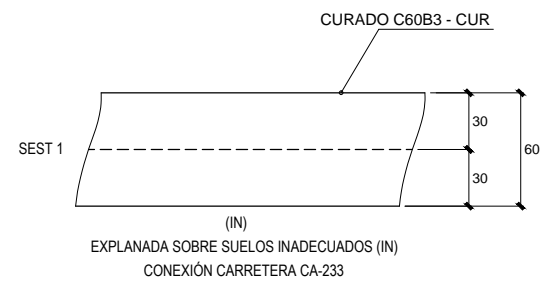 CURADO C60B3 - CUR
30
SEST 1
60
30
(IN)
EXPLANADA SOBRE SUELOS INADECUADOS (IN)
CONEXIÓN CARRETERA CA-233